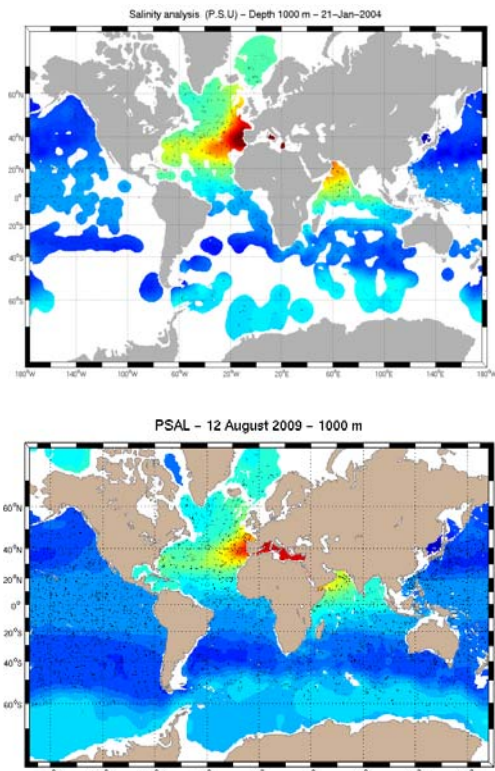 Salinity analysis (P.S.U) – Depth 1000 m – 21–Jan–2004
60°N
40°N
20°N
0°
20°S
40°S
60°S
180°W 140°W 100°W 60°W 20°W 20°E 60°E 100°E 140°E 180°W
PSAL – 12 August 2009 – 1000 m
60°N
40°N
20°N
0°
20°S
40°S
60°S